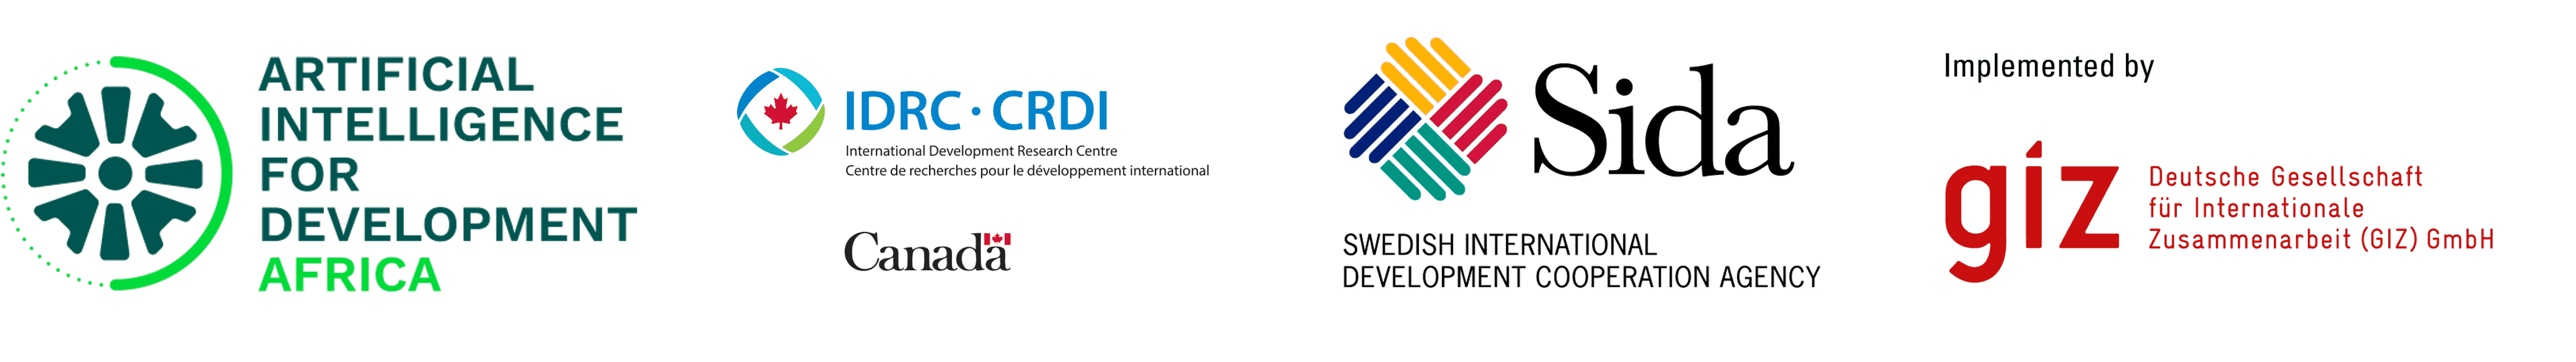 ARTIFICIAL
INTELLIGENCE
FOR
DEVELOPMENT
AFRICA
IDRC · CRDI
International Development Research Centre
Centre de recherches pour le développement international
Canada
Sida
SWEDISH INTERNATIONAL
DEVELOPMENT COOPERATION AGENCY
Implemented by
giz
Deutsche Gesellschaft
für Internationale
Zusammenarbeit (GIZ) GmbH